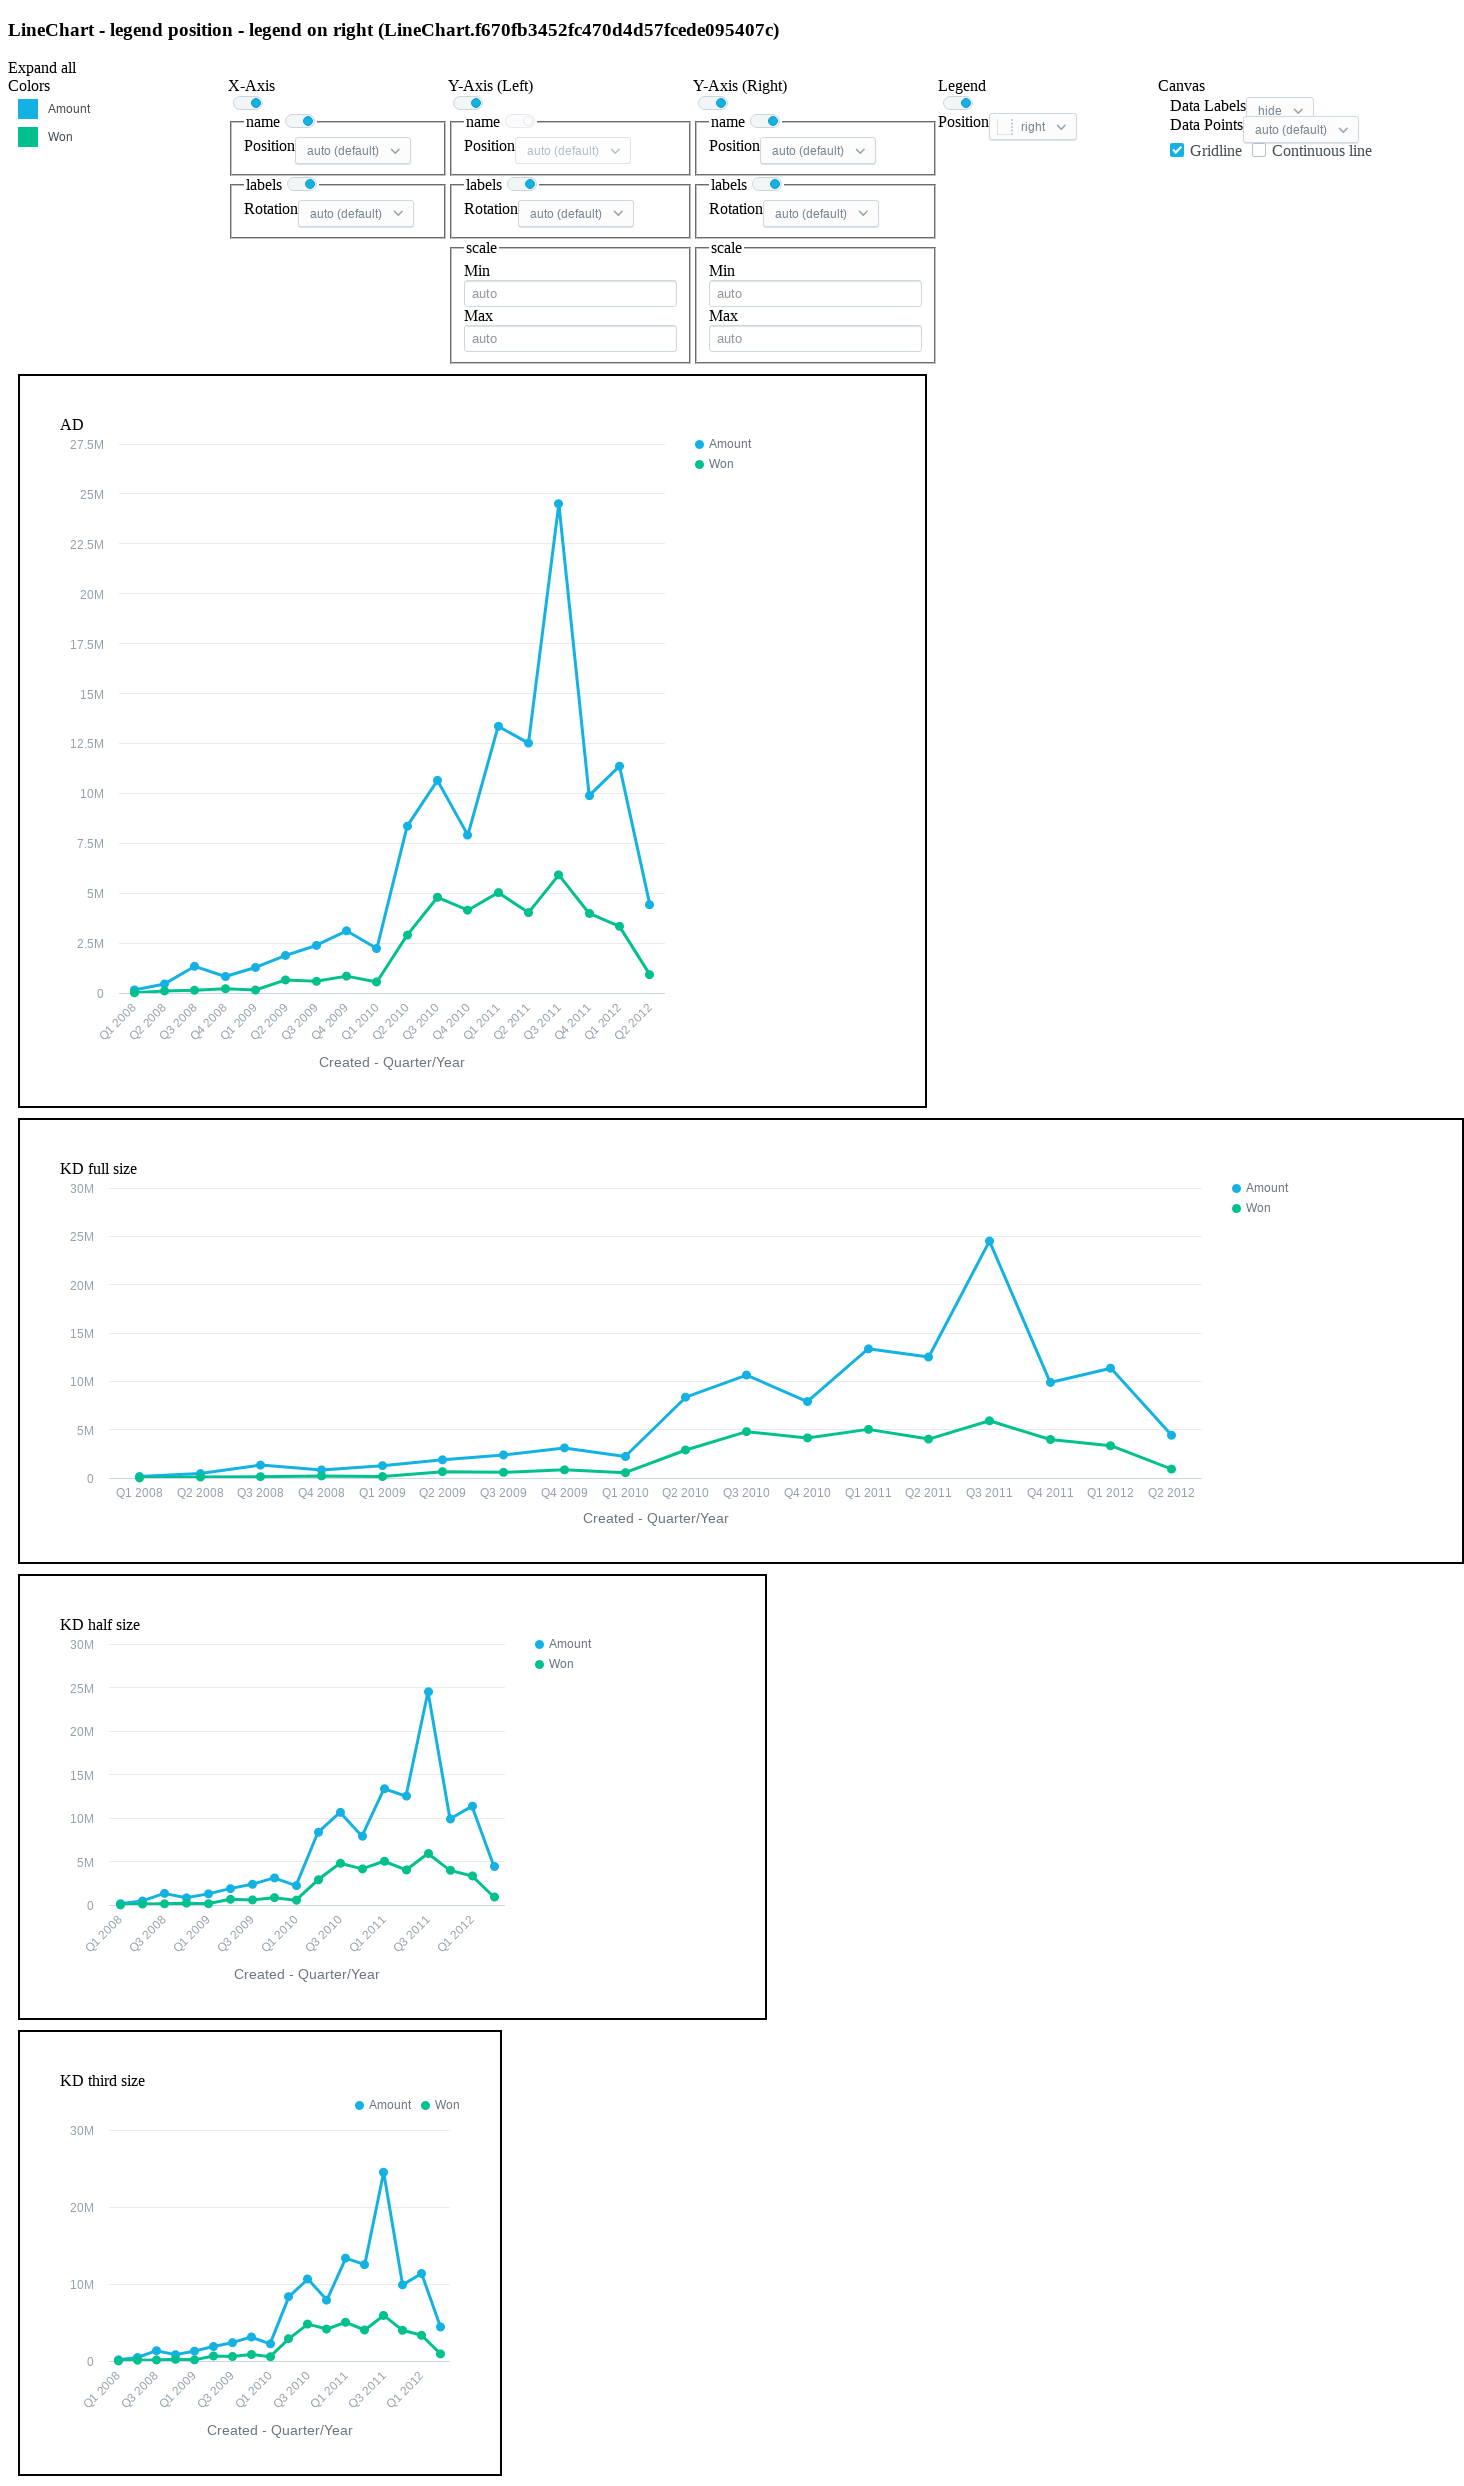 LineChart - legend position - legend on right (LineChart.f670fb3452fc470d4d57fcede095407c)
Expand all
Colors
Amount
Won
X-Axis
name
Position auto (default)
labels
Rotation auto (default)
Y-Axis (Left)
name
Position auto (default)
labels
Rotation auto (default)
scale
Min
auto
Max
auto
Y-Axis (Right)
name
Position auto (default)
labels
Rotation auto (default)
scale
Min
auto
Max
auto
Legend
Position right
Canvas
Data Labels hide
Data Points auto (default)
Gridline Continuous line
AD
27.5M
25M
22.5M
20M
17.5M
15M
12.5M
10M
7.5M
5M
2.5M
0
Q1 2008 Q2 2008 Q3 2008 Q4 2008 Q1 2009 Q2 2009 Q3 2009 Q4 2009 Q1 2010 Q2 2010 Q3 2010 Q4 2010 Q1 2011 Q2 2011 Q3 2011 Q4 2011 Q1 2012 Q2 2012
Created - Quarter/Year
Amount
Won
KD full size
30M
25M
20M
15M
10M
5M
0
Q1 2008 Q2 2008 Q3 2008 Q4 2008 Q1 2009 Q2 2009 Q3 2009 Q4 2009 Q1 2010 Q2 2010 Q3 2010 Q4 2010 Q1 2011 Q2 2011 Q3 2011 Q4 2011 Q1 2012 Q2 2012
Created - Quarter/Year
Amount
Won
KD half size
30M
25M
20M
15M
10M
5M
0
Q1 2008 Q3 2008 Q1 2009 Q3 2009 Q1 2010 Q3 2010 Q1 2011 Q3 2011 Q1 2012
Created - Quarter/Year
Amount
Won
KD third size
Amount Won
30M
20M
10M
0
Q1 2008 Q3 2008 Q1 2009 Q3 2009 Q1 2010 Q3 2010 Q1 2011 Q3 2011 Q1 2012
Created - Quarter/Year